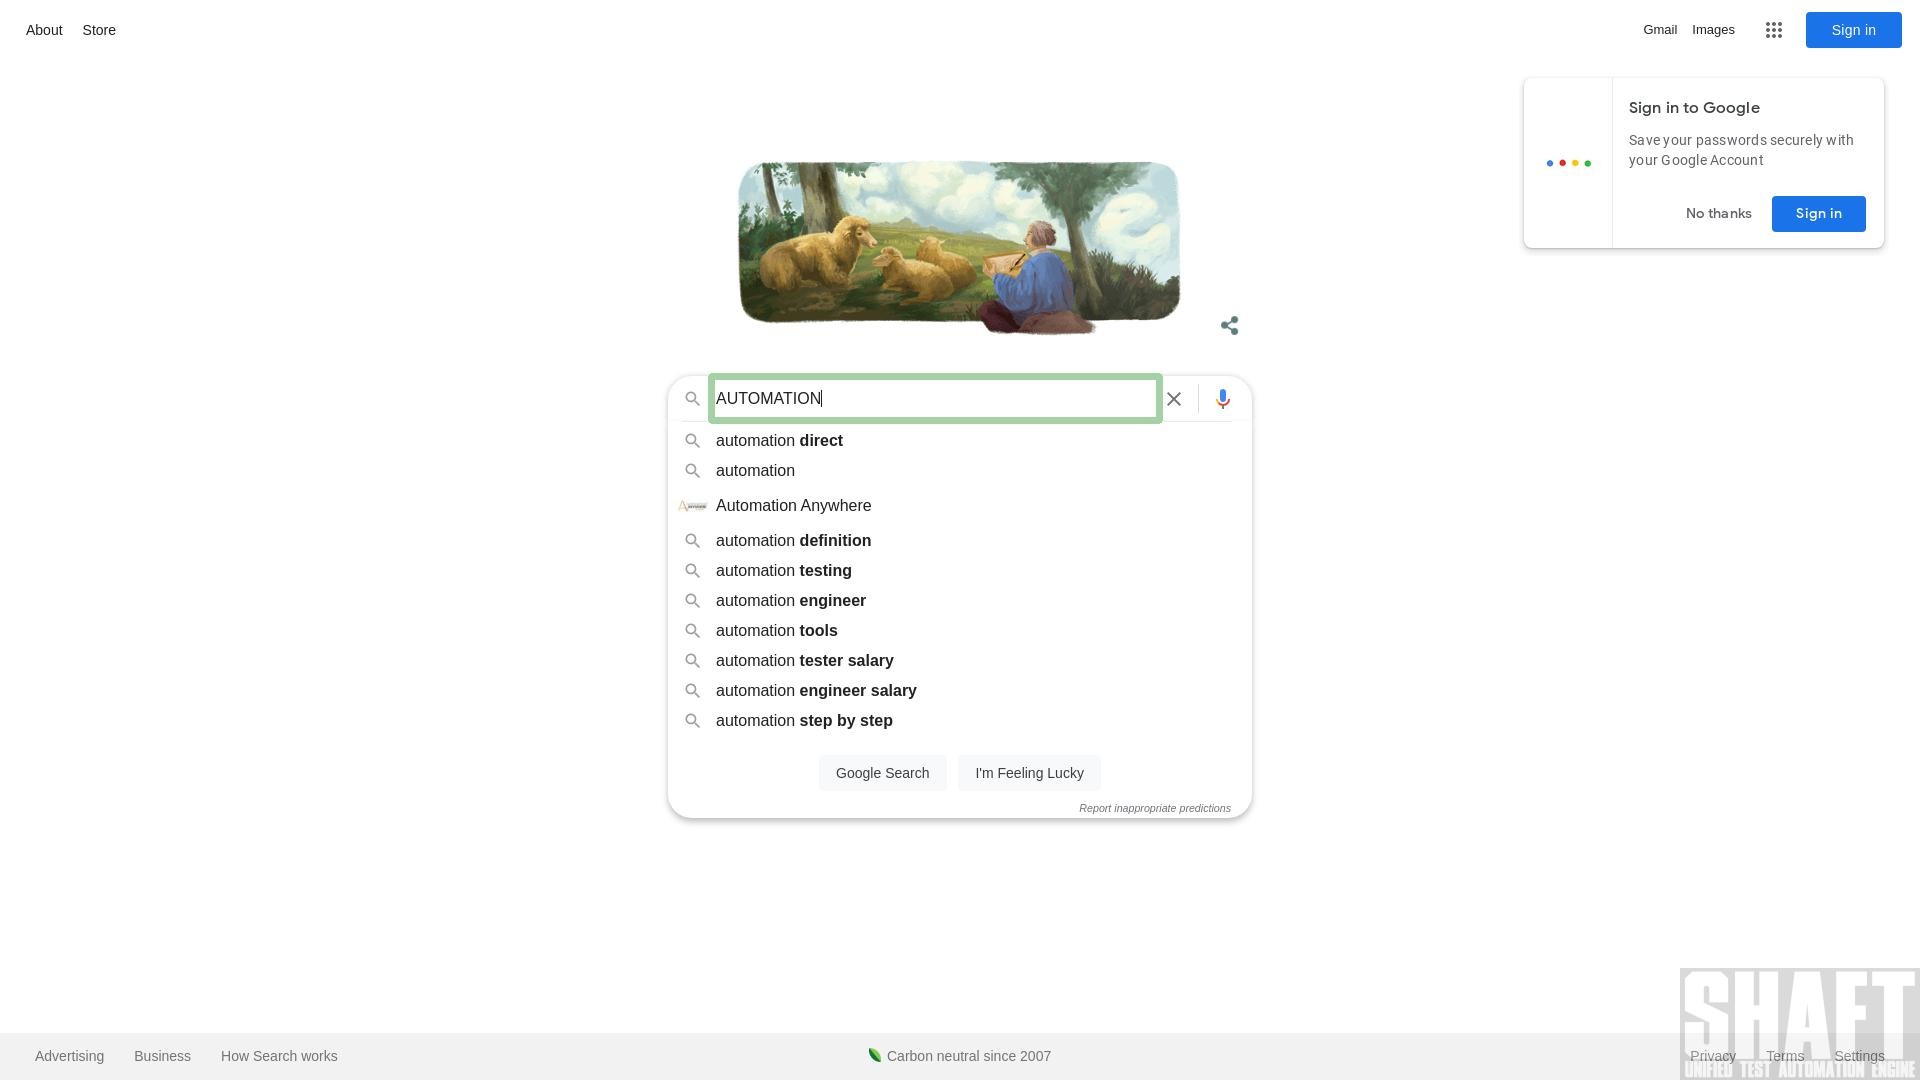 About Store
Gmail Images Sign in
Sign in to Google
Save your passwords securely with
your Google Account
No thanks Sign in
AUTOMATION
automation direct
automation
Automation Anywhere
automation definition
automation testing
automation engineer
automation tools
automation tester salary
automation engineer salary
automation step by step
Google Search I'm Feeling Lucky
Report inappropriate predictions
SHAFT
Advertising Business How Search works Carbon neutral since 2007 Privacy Terms Settings
UNIFIED TEST AUTOMATION ENGINE